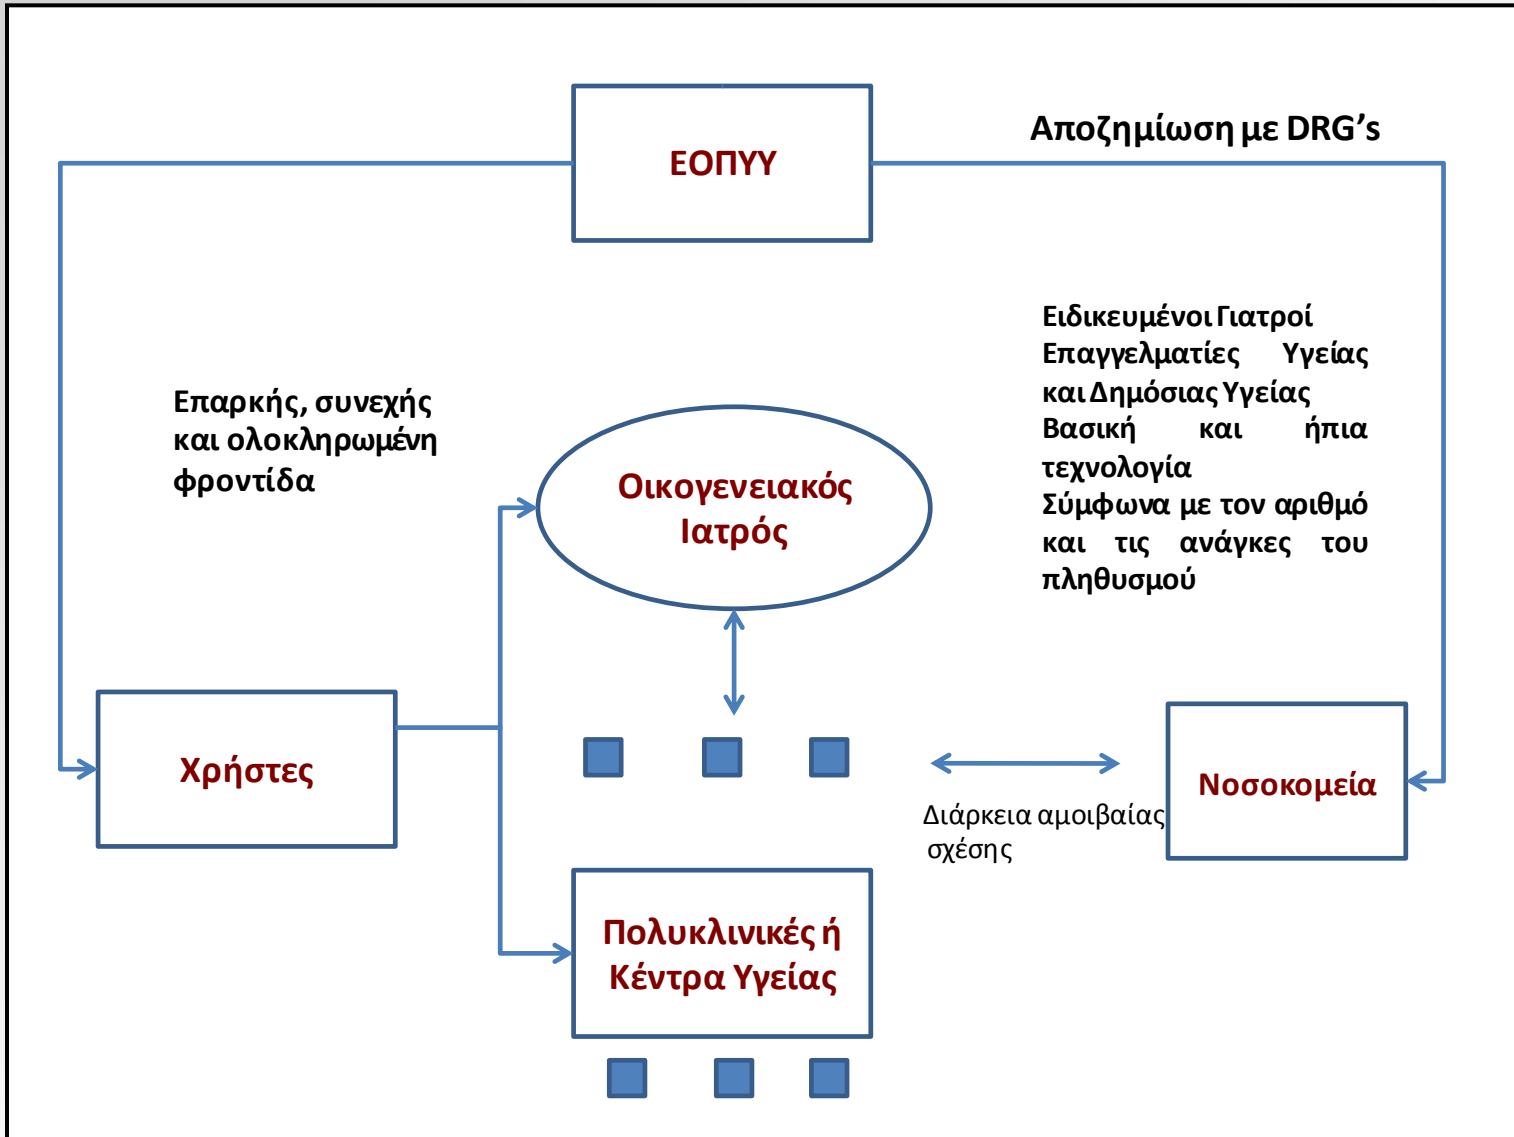 ΕΟΠΥΥ
Αποζημίωση με DRG’s
Επαρκής, συνεχής
και ολοκληρωμένη
φροντίδα
Ειδικευμένοι Γιατροί
Επαγγελματίες Υγείας
και Δημόσιας Υγείας
Βασική και ήπια
τεχνολογία
Σύμφωνα με τον αριθμό
και τις ανάγκες του
πληθυσμού
Οικογενειακός
Ιατρός
Χρήστες
Νοσοκομεία
Διάρκεια αμοιβαίας
σχέσης
Πολυκλινικές ή
Κέντρα Υγείας